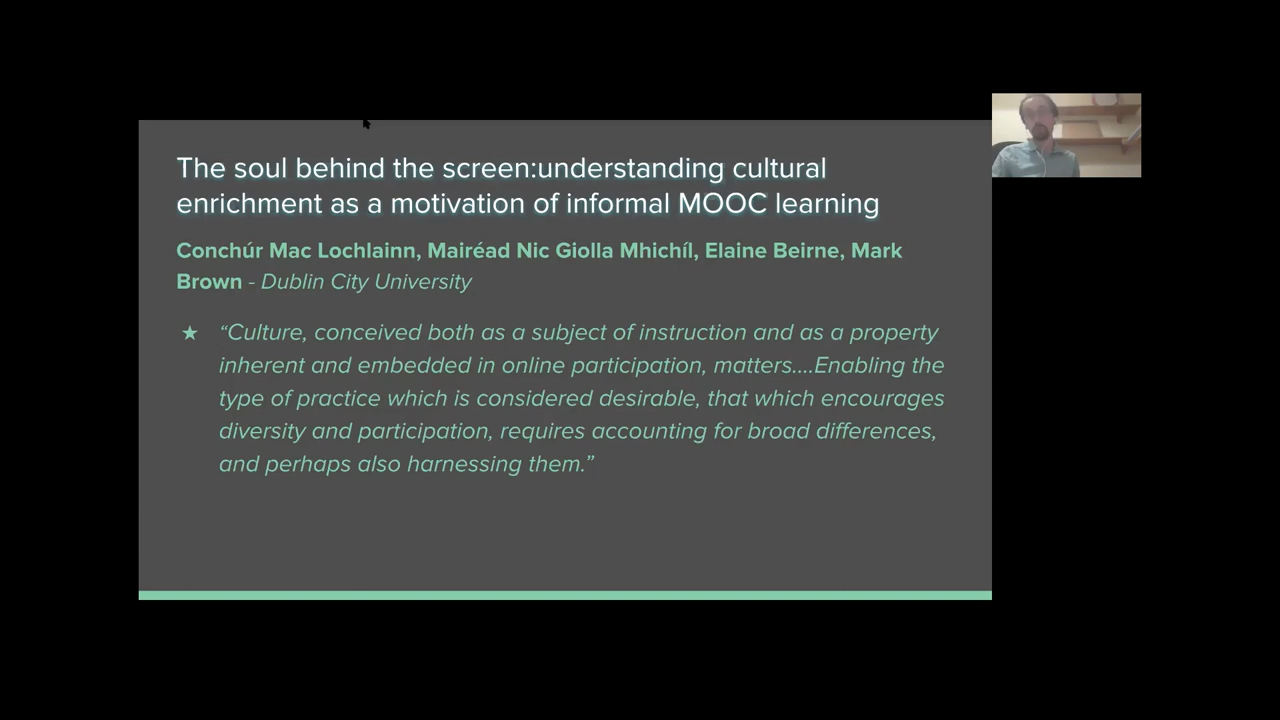 The soul behind the screen:understanding cultural
enrichment as a motivation of informal MOOC learning
Conchúr Mac Lochlainn, Mairéad Nic Giolla Mhichíl, Elaine Beirne, Mark
Brown - Dublin City University
★ “Culture, conceived both as a subject of instruction and as a property
inherent and embedded in online participation, matters....Enabling the
type of practice which is considered desirable, that which encourages
diversity and participation, requires accounting for broad differences,
and perhaps also harnessing them.”